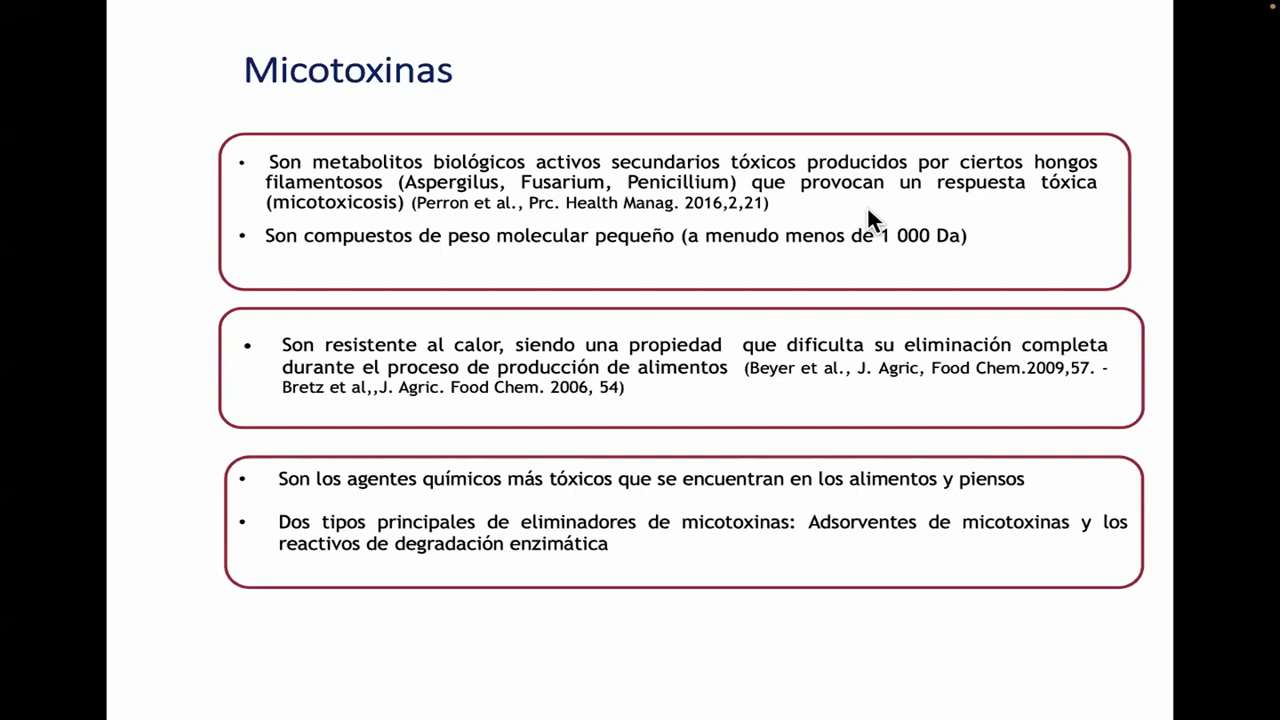 Micotoxinas
• Son metabolitos biológicos activos secundarios tóxicos producidos por ciertos hongos
filamentosos (Aspergilus, Fusarium, Penicillium) que provocan un respuesta tóxica
(micotoxicosis) (Perron et al., Prc. Health Manag. 2016,2,21)
• Son compuestos de peso molecular pequeño (a menudo menos de 1 000 Da)
• Son resistente al calor, siendo una propiedad que dificulta su eliminación completa
durante el proceso de producción de alimentos (Beyer et al., J. Agric, Food Chem.2009,57. -
Bretz et al,,J. Agric. Food Chem. 2006, 54)
• Son los agentes químicos más tóxicos que se encuentran en los alimentos y piensos
• Dos tipos principales de eliminadores de micotoxinas: Adsorventes de micotoxinas y los
reactivos de degradación enzimática